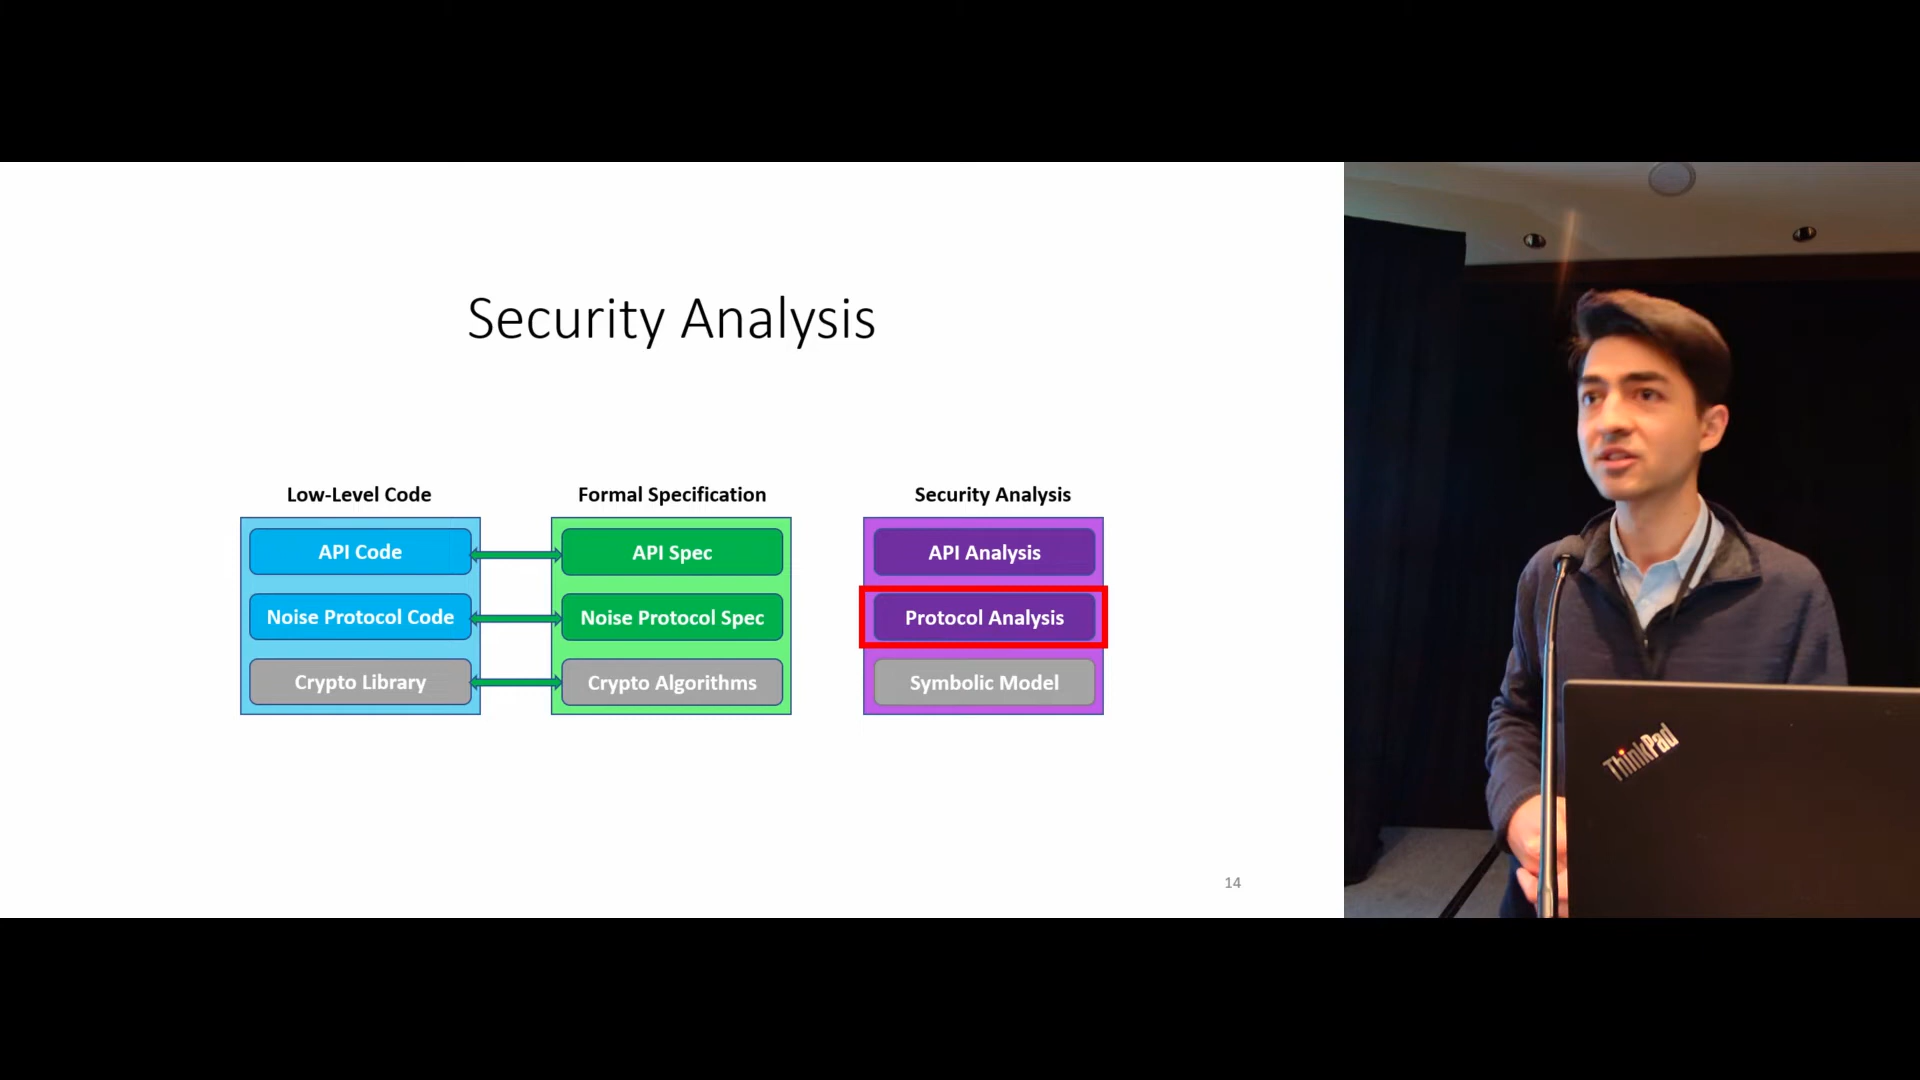 Security Analysis
Low-Level Code
Formal Specification
Security Analysis
API Code
API Spec
API Analysis
Noise Protocol Code
Noise Protocol Spec
Protocol Analysis
Crypto Library
Crypto Algorithms
Symbolic Model
14
ThinkPad